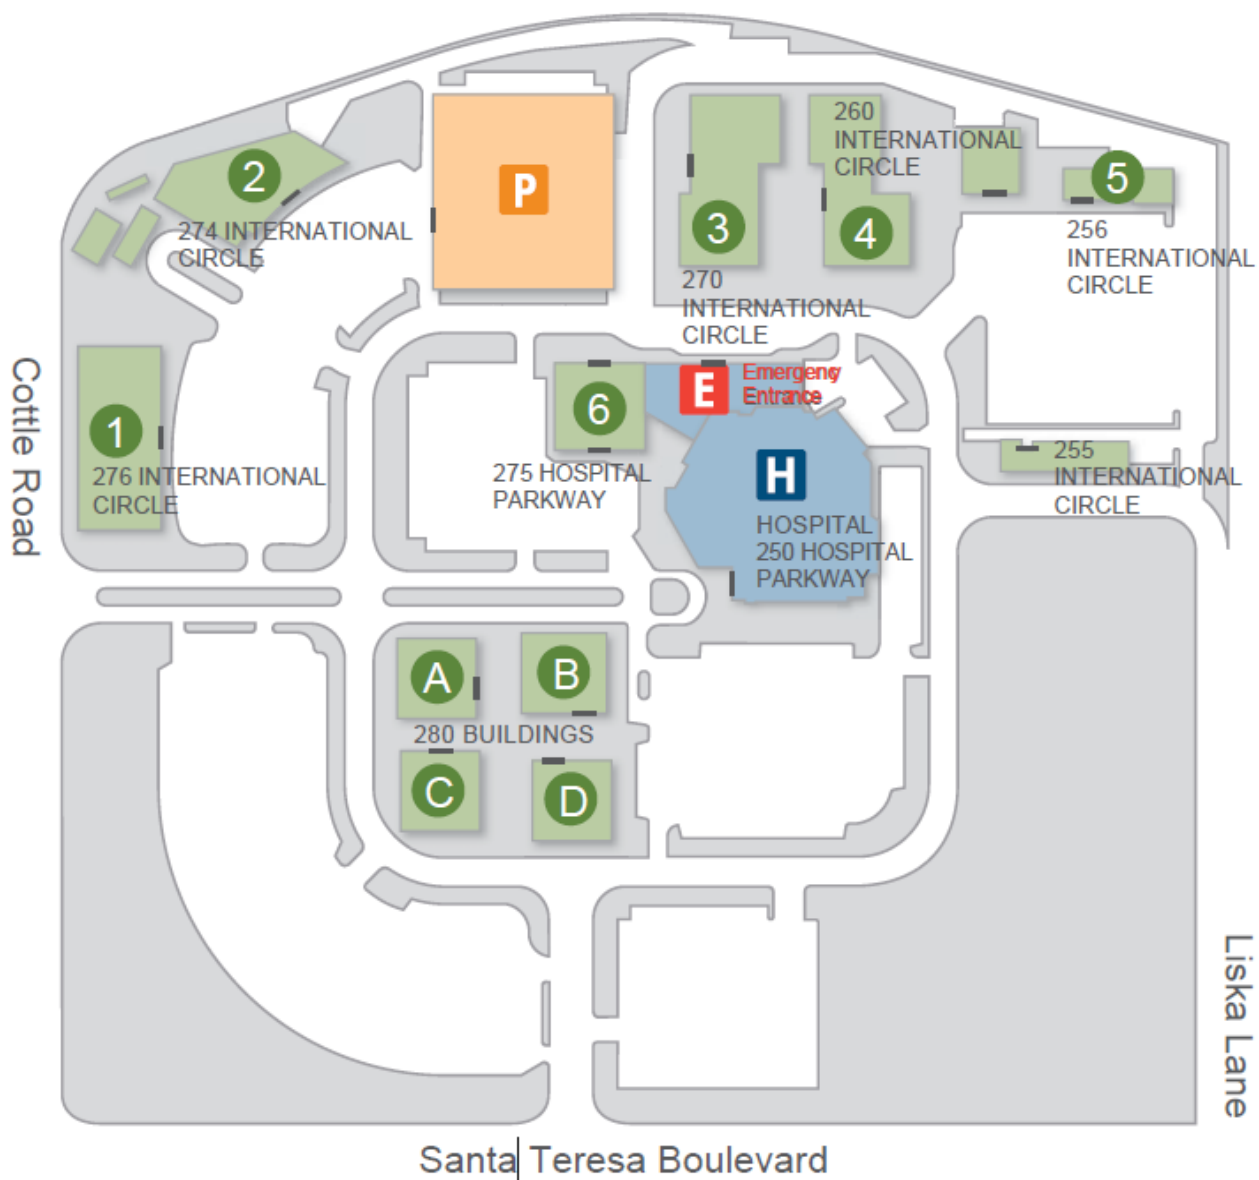 P
260
INTERNATIONAL
CIRCLE
2
274 INTERNATIONAL
CIRCLE
3
270
INTERNATIONAL
CIRCLE
4
5
256
INTERNATIONAL
CIRCLE
Cottle Road
1
276 INTERNATIONAL
CIRCLE
6
275 HOSPITAL
PARKWAY
E
Emergency
Entrance
H
HOSPITAL
250 HOSPITAL
PARKWAY
255
INTERNATIONAL
CIRCLE
A
B
280 BUILDINGS
C
D
Liska Lane
Santa Teresa Boulevard